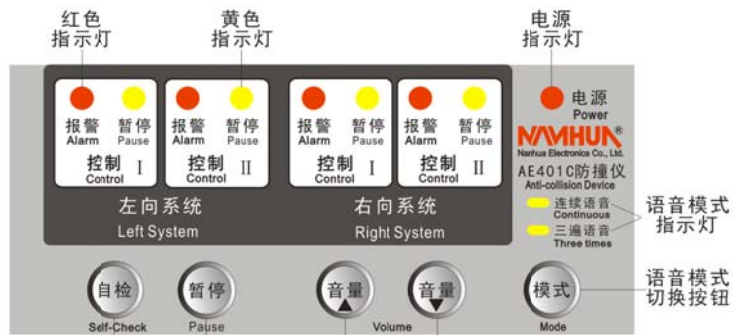 红色
指示灯
黄色
指示灯
电源
指示灯
报警 暂停 报警 暂停 报警 暂停 报警 暂停
Alarm Pause Alarm Pause Alarm Pause Alarm Pause
控制 I 控制 II 控制 I 控制 II
Control Control Control Control
左向系统 右向系统
Left System Right System
电源
Power
NANHUA®
Nanhua Electronics Co., Ltd.
AE401C防撞仪
Anti-collision Device
连续语音
Continuous
三遍语音
Three times
语音模式
指示灯
自检 暂停 音量 音量 模式
Self-Check Pause Volume Mode
语音模式
切换按钮